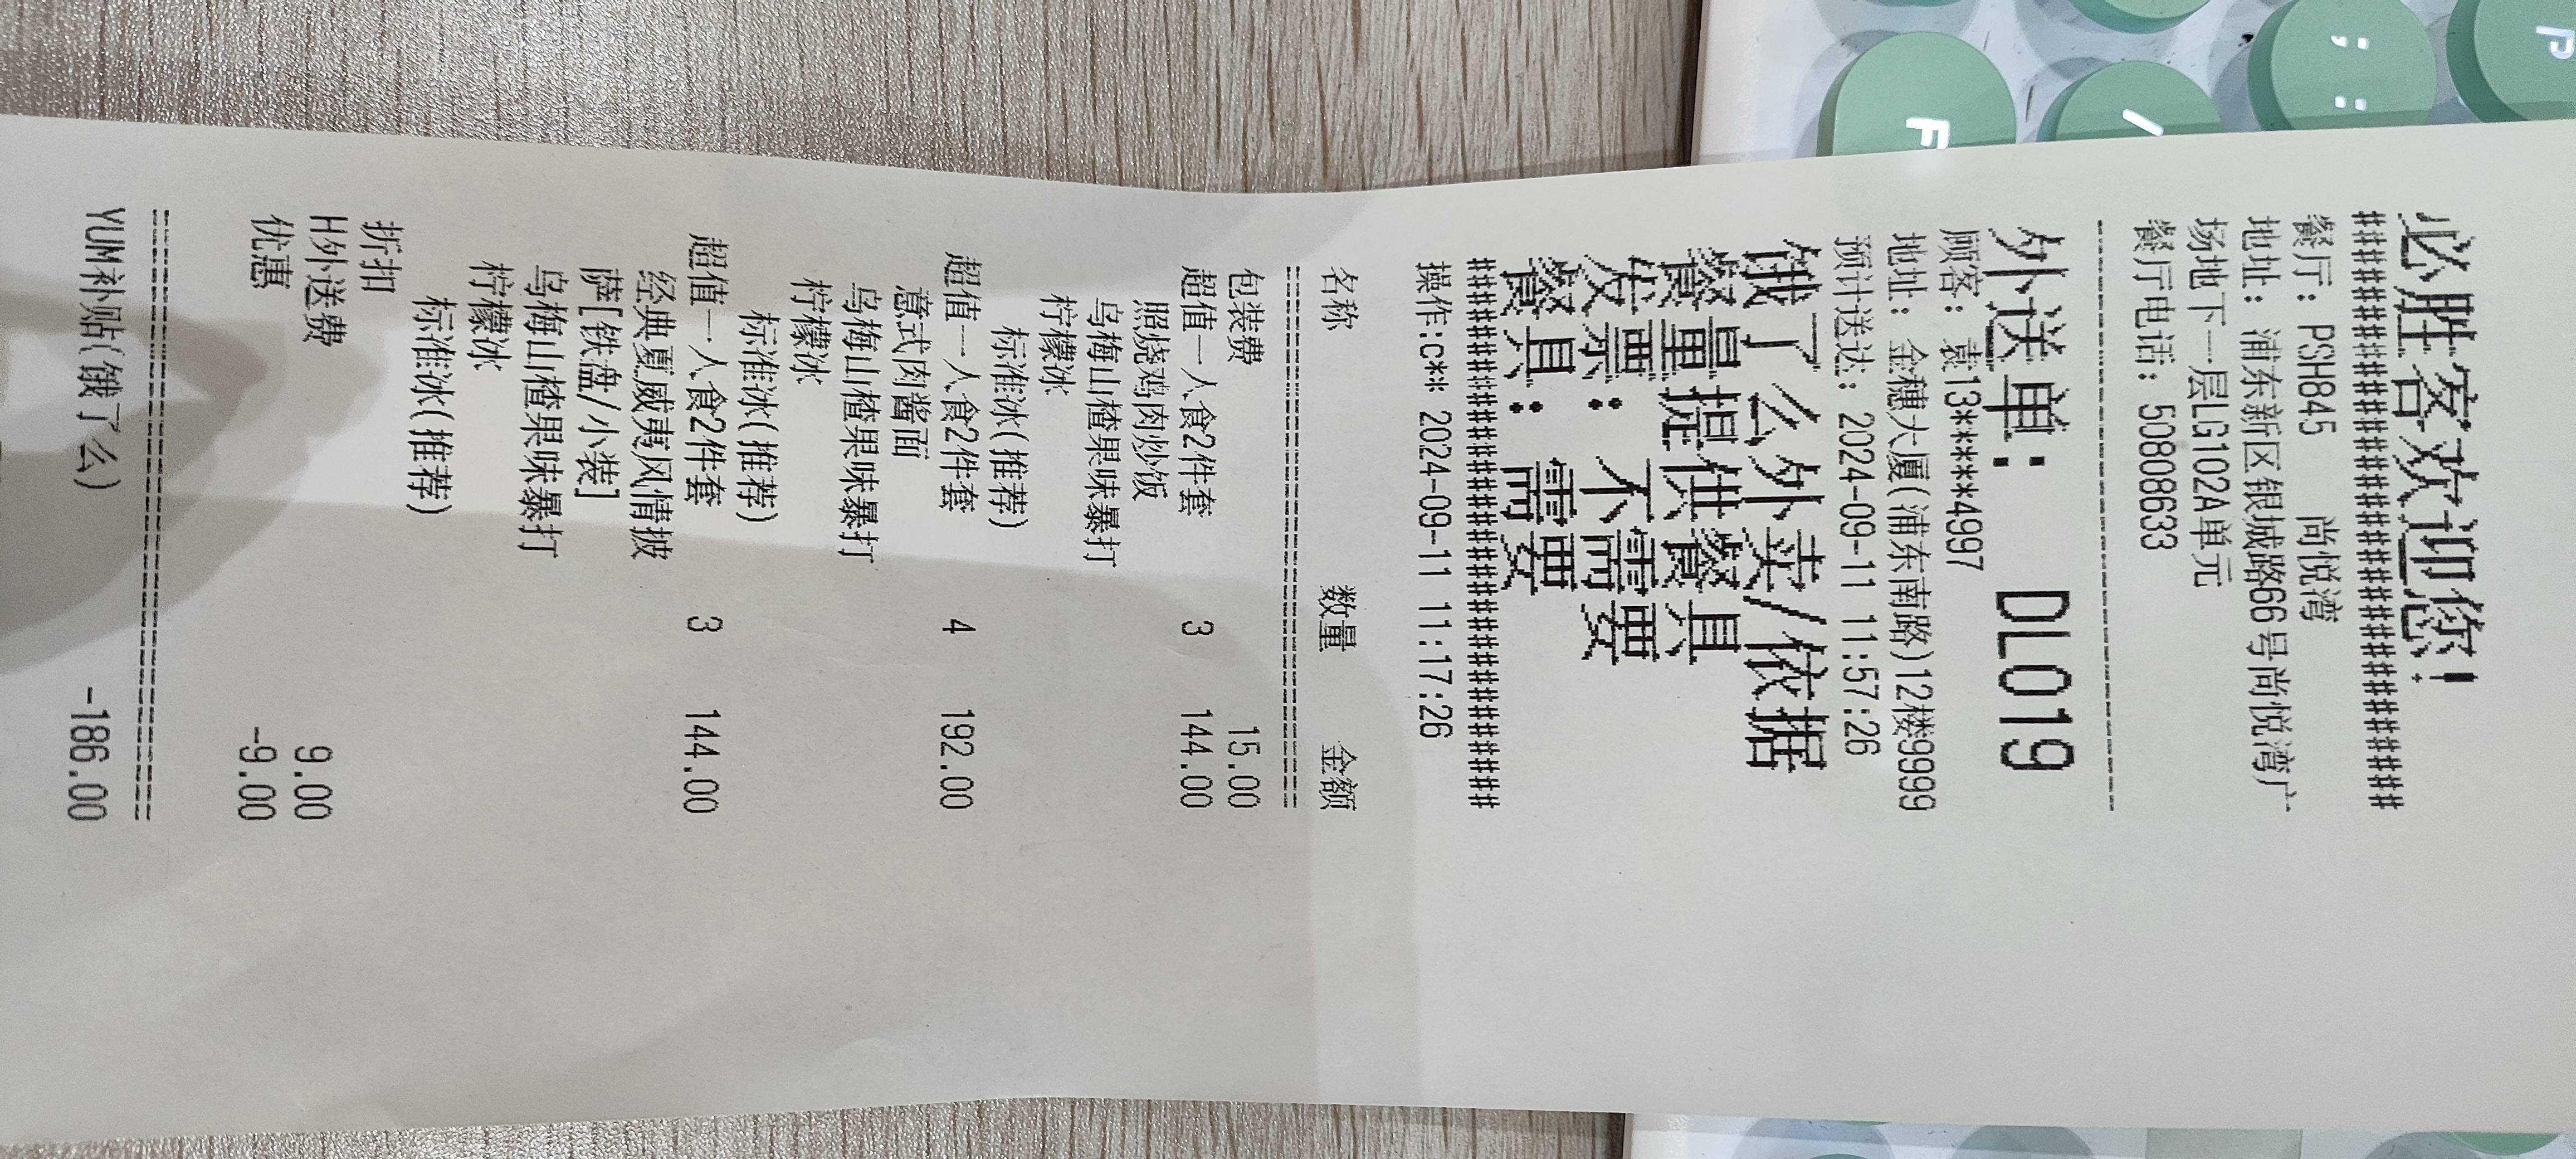 必胜客欢迎您!
##################################
餐厅: PSH845 尚悦湾
地址: 浦东新区银城路66号尚悦湾广
场地下一层LG102A单元
餐厅电话: 50808633
外送单: DL019
顾客: 袁13*****4997
地址: 金穗大厦(浦东南路)12楼99999
预计送达: 2024-09-11 11:57:26
饿了么外卖/依据
餐量提供餐具
发票: 不需要
餐具: 需要
##################################
操作:c** 2024-09-11 11:17:26
名称 数量 金额
包装费 15.00
超值一人食2件套 3 144.00
照烧鸡肉炒饭
乌梅山楂果味暴打
柠檬冰
标准冰(推荐)
超值一人食2件套 4 192.00
意式肉酱面
乌梅山楂果味暴打
柠檬冰
标准冰(推荐)
超值一人食2件套 3 144.00
经典夏威夷风情披
萨[铁盘/小装]
乌梅山楂果味暴打
柠檬冰
标准冰(推荐)
折扣
H外送费 9.00
优惠 -9.00
YUM补贴(饿了么) -186.00
F
/
; :
P